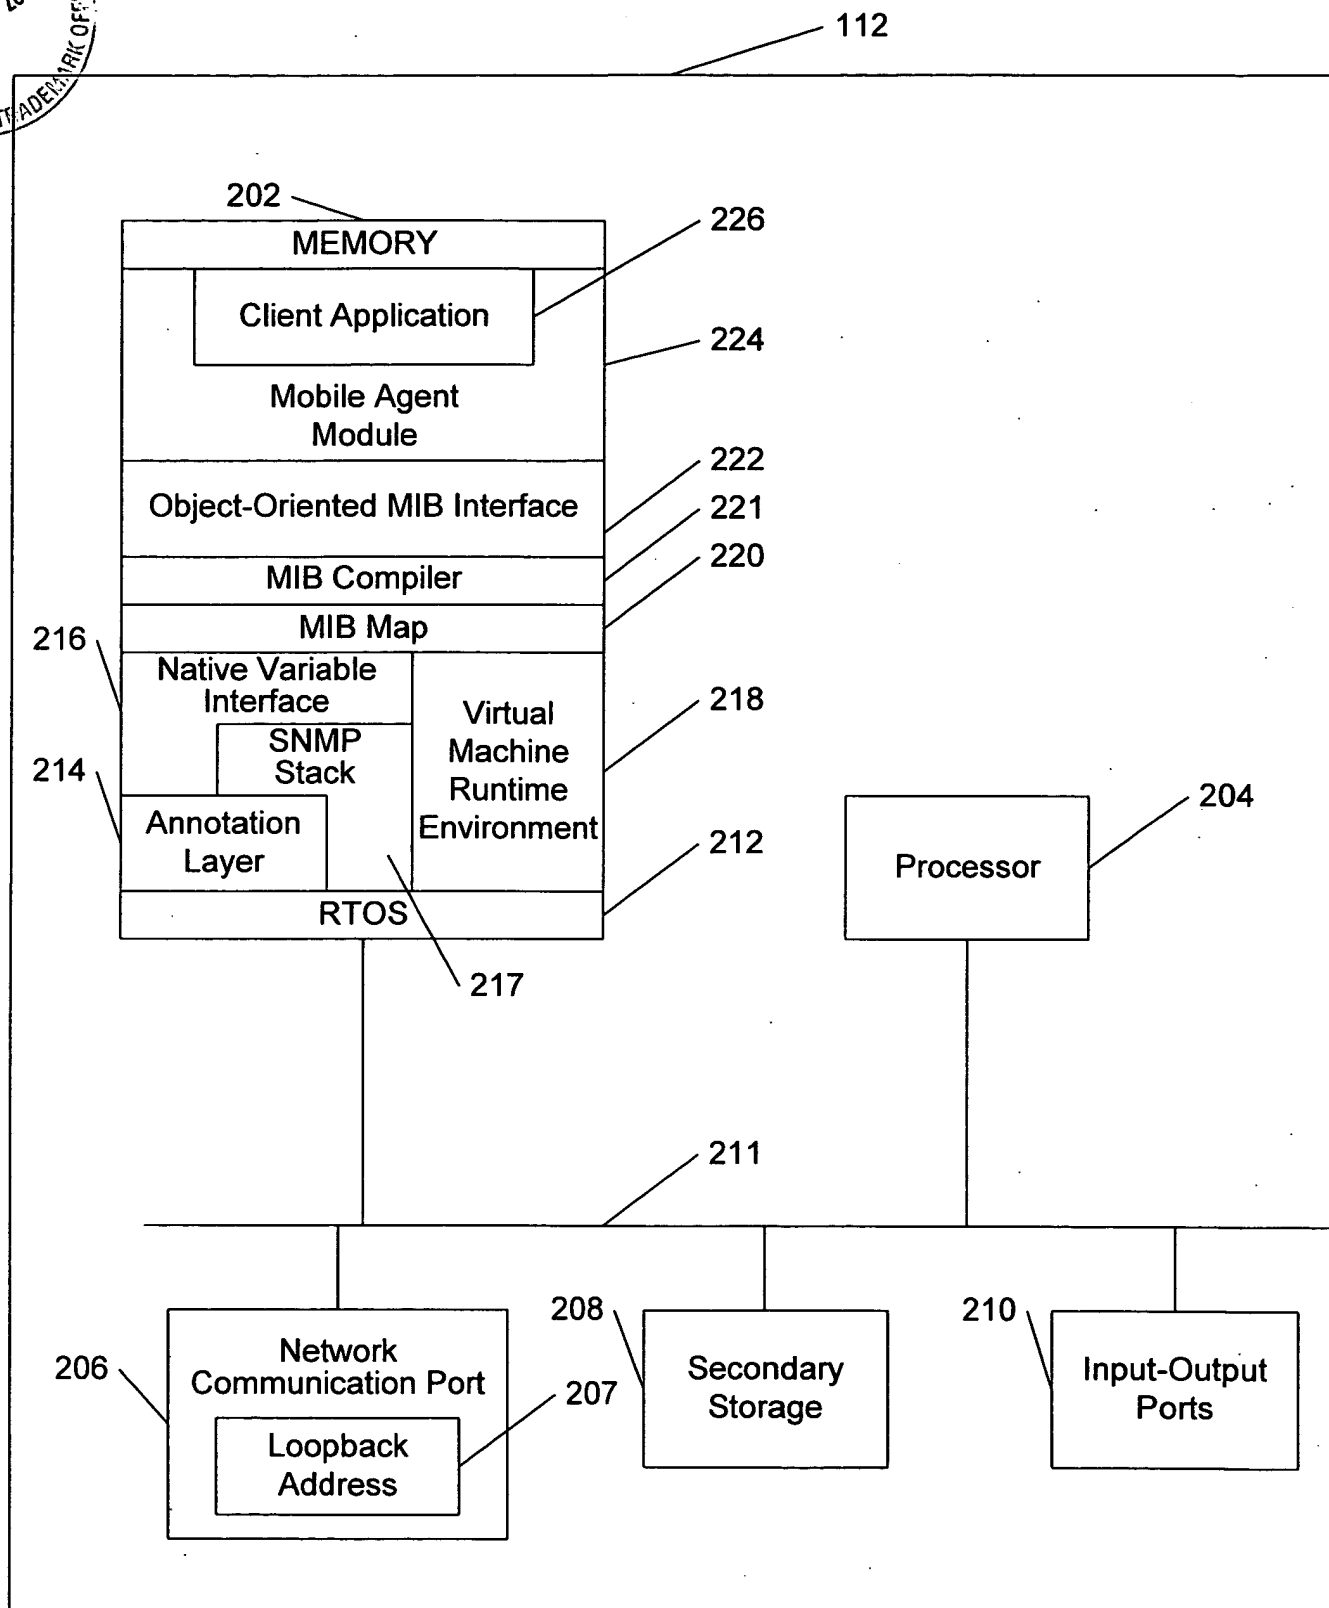 112
202
MEMORY
226
Client Application
224
Mobile Agent
Module
222
Object-Oriented MIB Interface
221
MIB Compiler
220
MIB Map
216
Native Variable
Interface
218
Virtual
Machine
Runtime
Environment
SNMP
Stack
214
Annotation
Layer
212
RTOS
217
204
Processor
211
206
Network
Communication Port
207
Loopback
Address
208
Secondary
Storage
210
Input-Output
Ports